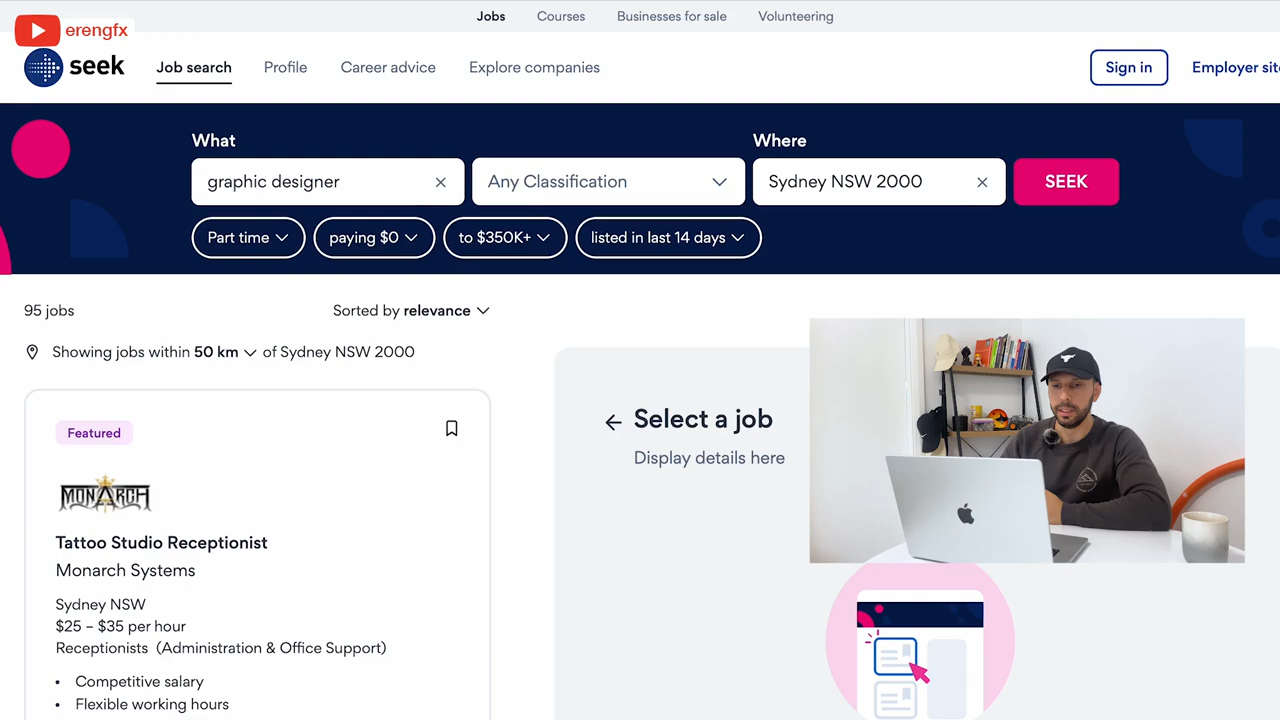 Jobs Courses Businesses for sale Volunteering
erengfx
seek Job search Profile Career advice Explore companies Sign in Employer sit
What Where
graphic designer Any Classification Sydney NSW 2000 SEEK
Part time paying $0 to $350K+ listed in last 14 days
95 jobs Sorted by relevance
Showing jobs within 50 km of Sydney NSW 2000
Select a job
Display details here
Featured
MONARCH
Tattoo Studio Receptionist
Monarch Systems
Sydney NSW
$25 – $35 per hour
Receptionists (Administration & Office Support)
• Competitive salary
• Flexible working hours